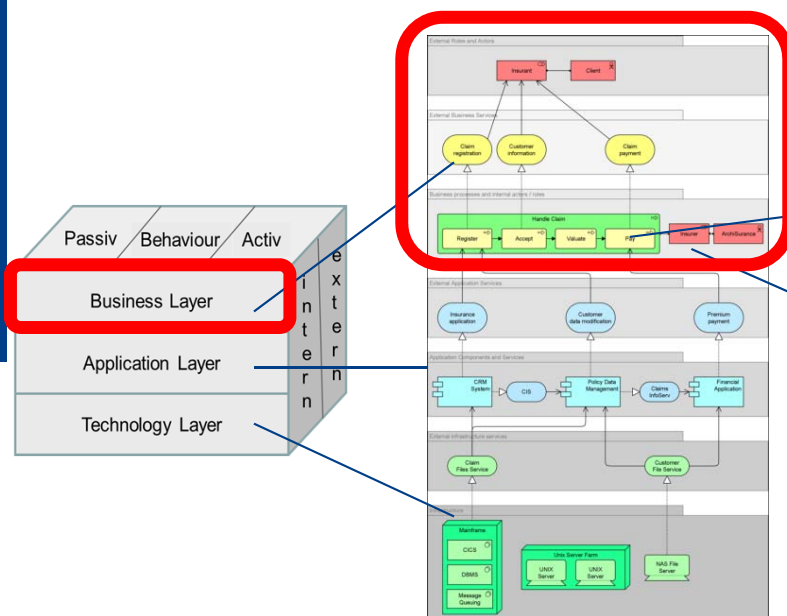 Passiv
Behaviour
Activ
Business Layer
Application Layer
Technology Layer
intern
extern
External Roles and Actors
Insurant
Client
External Business Services
Claim
registration
Customer
information
Claim
payment
Business processes and internal actors / roles
Handle Claim
Register
Accept
Valuate
Pay
Insurer
ArchiSurance
External Application Services
Insurance
application
Customer
data modification
Premium
payment
Application Components and Services
CRM
System
CIS
Policy Data
Management
Claims
InfoServ
Financial
Application
External infrastructure services
Claim
Files Service
Customer
File Service
Infrastructure
Mainframe
CICS
DBMS
Message
Queuing
Unix Server Farm
UNIX
Server
UNIX
Server
NAS File
Server